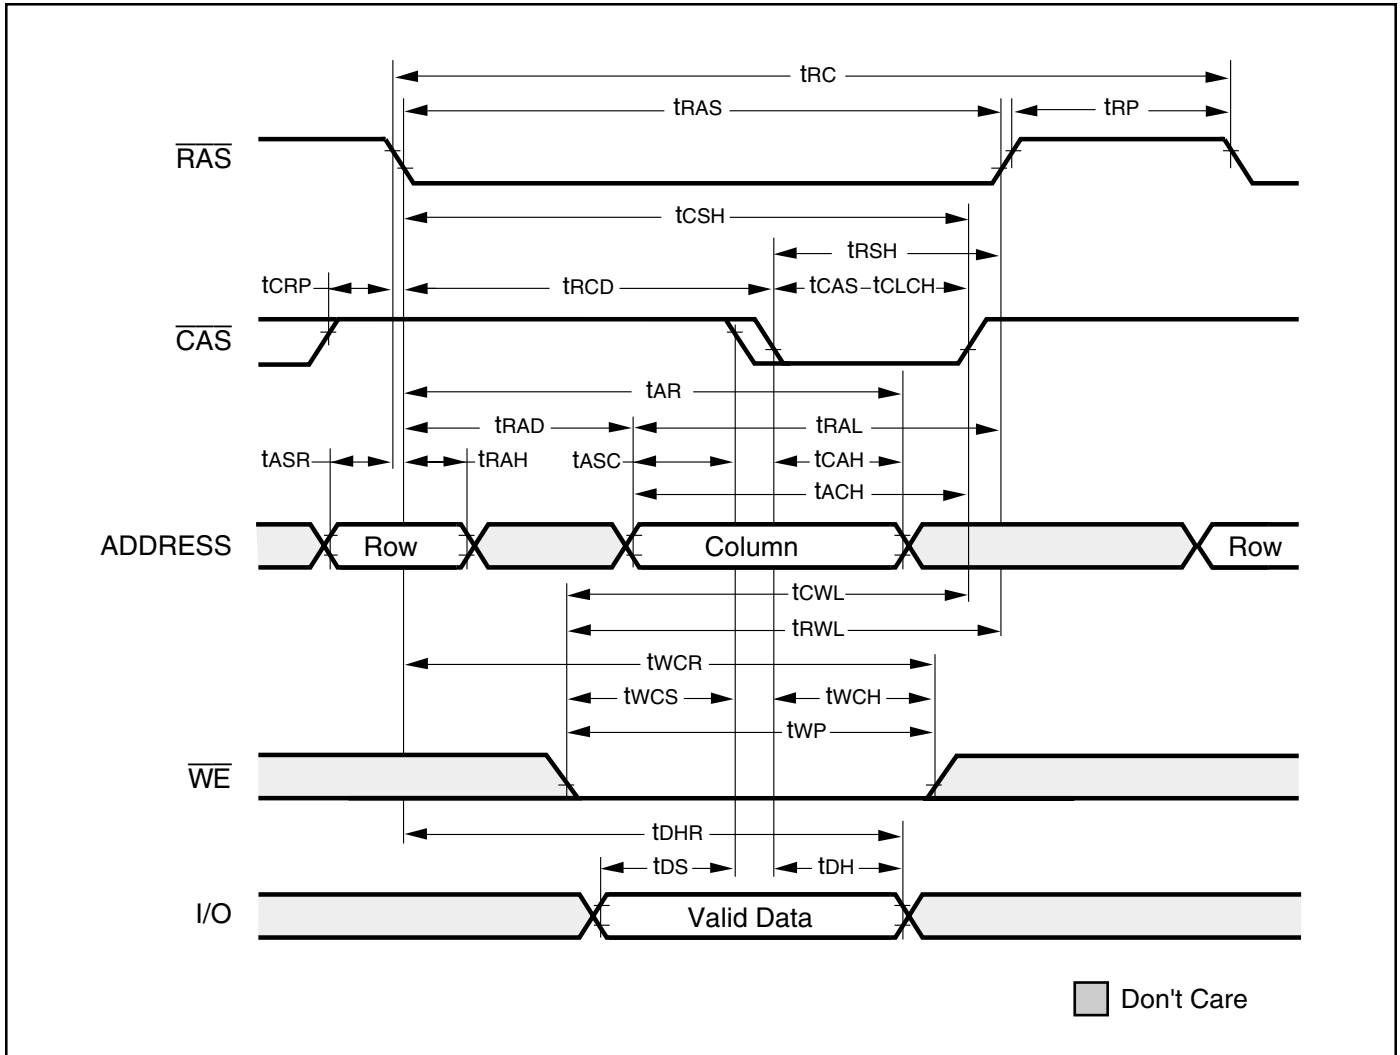 tRC
tRAS
tRP
RAS
tCSH
tRSH
tCRP
tRCD
tCAS
tCLCH
CAS
tAR
tRAD
tRAL
tASR
tRAH
tASC
tCAH
tACH
ADDRESS
Row
Column
Row
tCWL
tRWL
tWCR
tWCS
tWCH
tWP
WE
tDHR
tDS
tDH
I/O
Valid Data
Don't Care